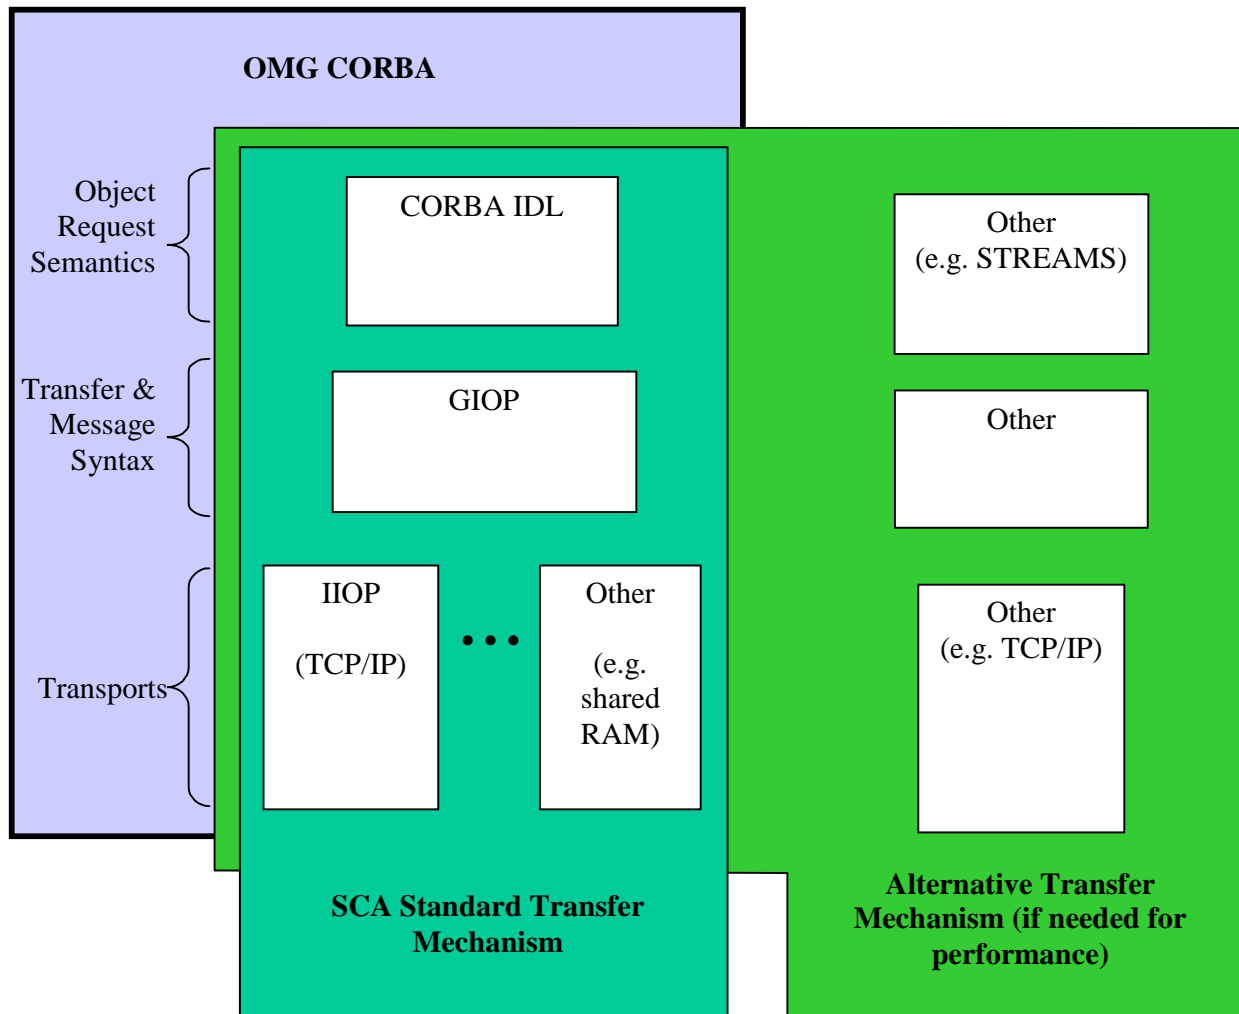 OMG CORBA
Object
Request
Semantics
CORBA IDL
Other
(e.g. STREAMS)
Transfer &
Message
Syntax
GIOP
Other
Transports
IIOP
(TCP/IP)
•••
Other
(e.g.
shared
RAM)
Other
(e.g. TCP/IP)
SCA Standard Transfer
Mechanism
Alternative Transfer
Mechanism (if needed for
performance)